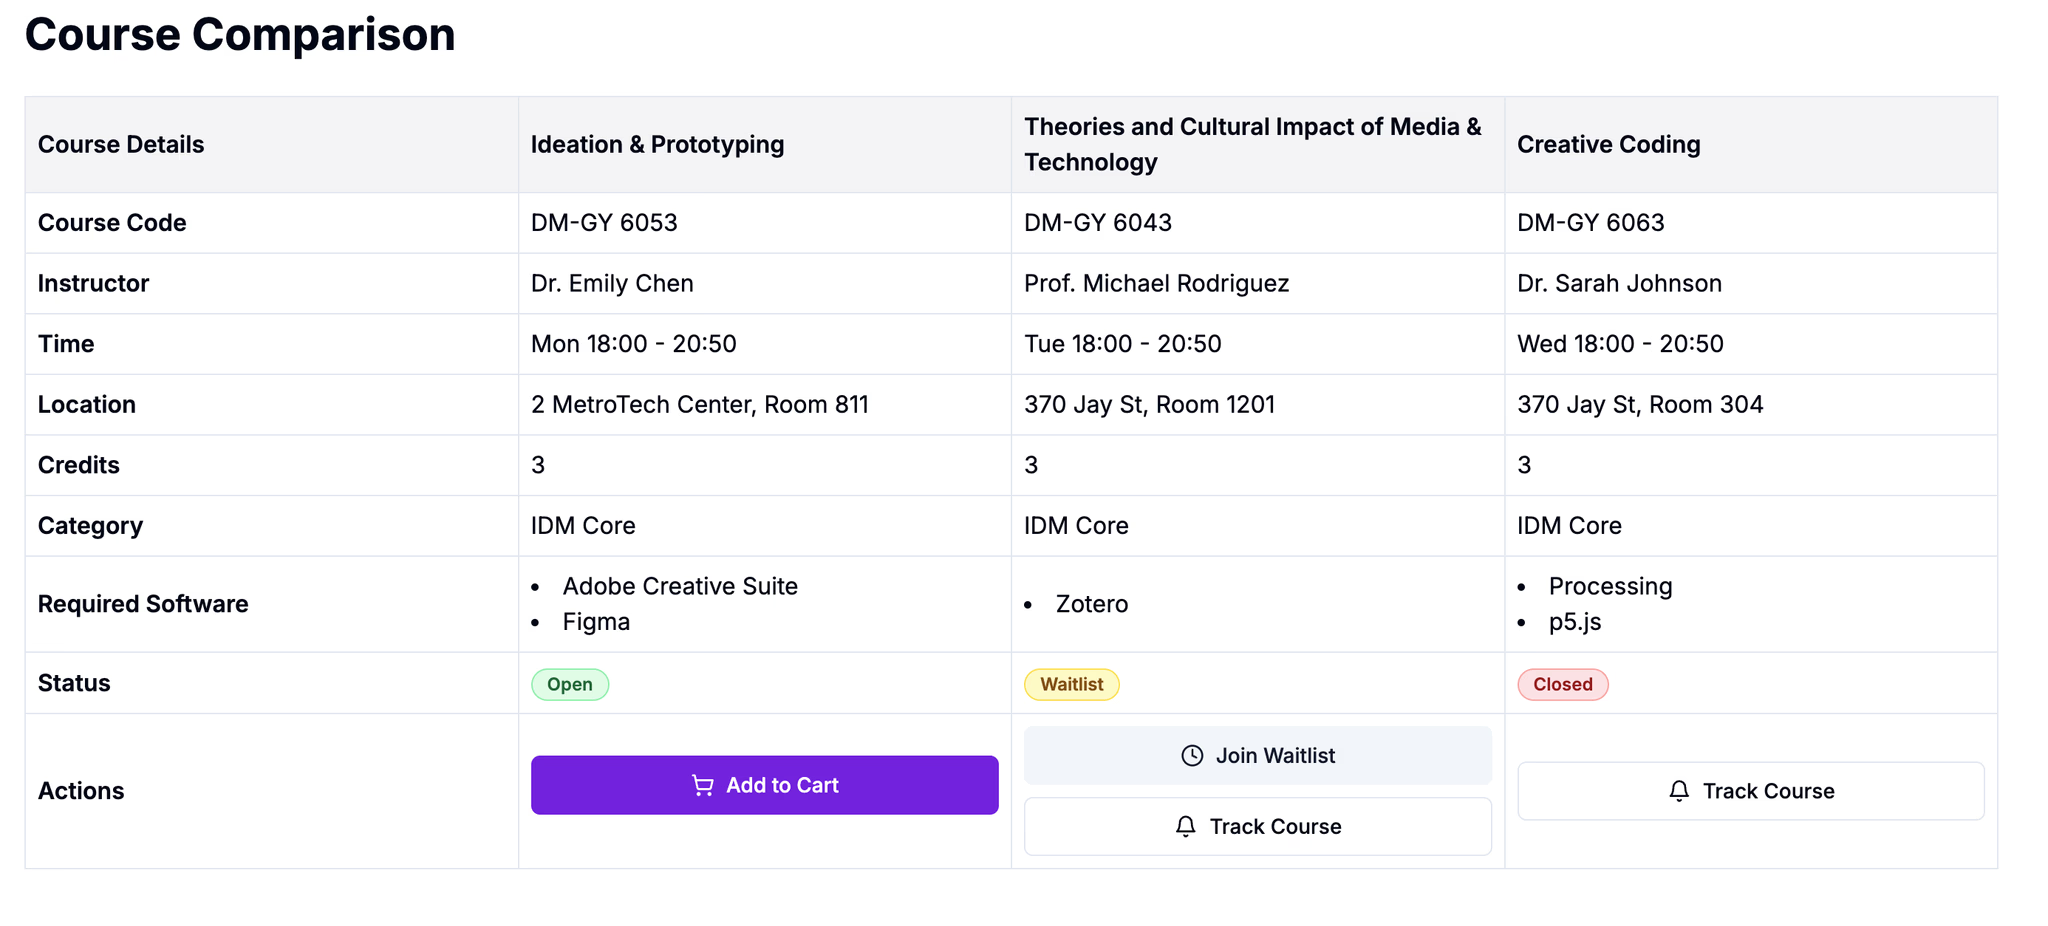 Course Comparison
Course Details
Ideation & Prototyping
Theories and Cultural Impact of Media &
Technology
Creative Coding
Course Code
DM-GY 6053
DM-GY 6043
DM-GY 6063
Instructor
Dr. Emily Chen
Prof. Michael Rodriguez
Dr. Sarah Johnson
Time
Mon 18:00 - 20:50
Tue 18:00 - 20:50
Wed 18:00 - 20:50
Location
2 MetroTech Center, Room 811
370 Jay St, Room 1201
370 Jay St, Room 304
Credits
3
3
3
Category
IDM Core
IDM Core
IDM Core
Required Software
• Adobe Creative Suite
• Figma
• Zotero
• Processing
• p5.js
Status
Open
Waitlist
Closed
Actions
Add to Cart
Join Waitlist
Track Course
Track Course